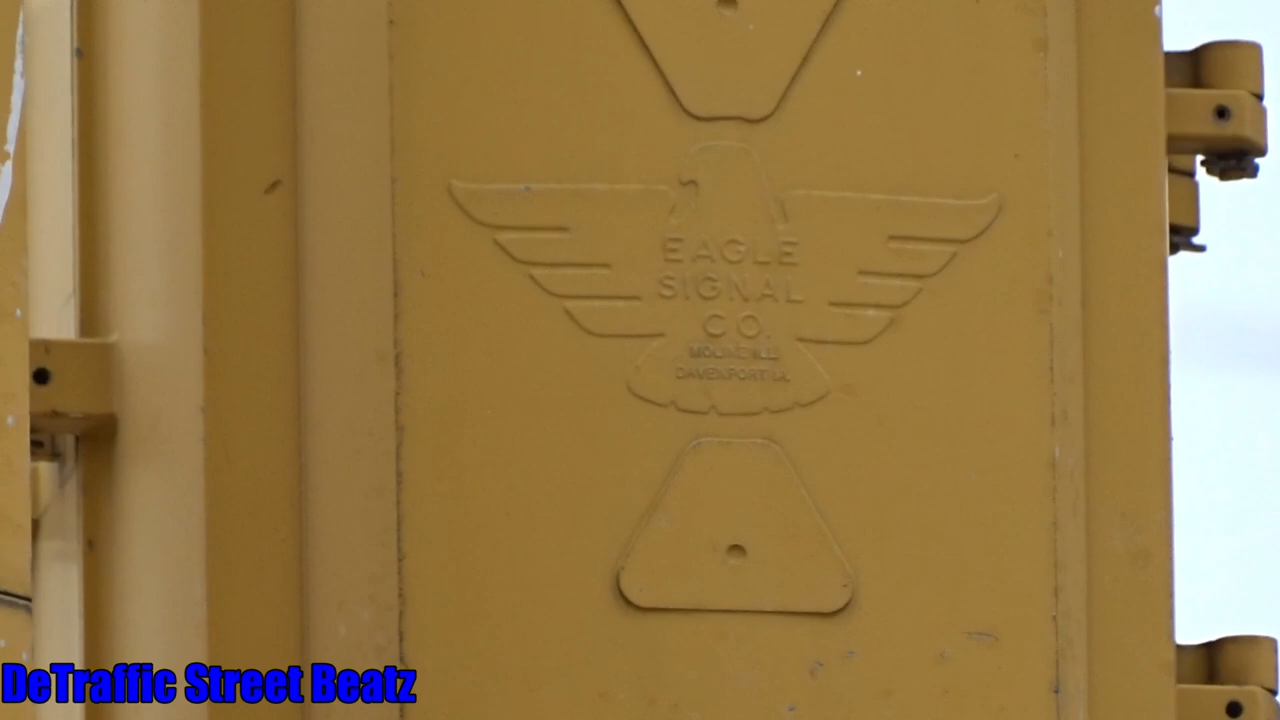 EAGLE
SIGNAL
CO.
MOLINE ILL.
DAVENPORT IA.
DeTraffic Street Beatz